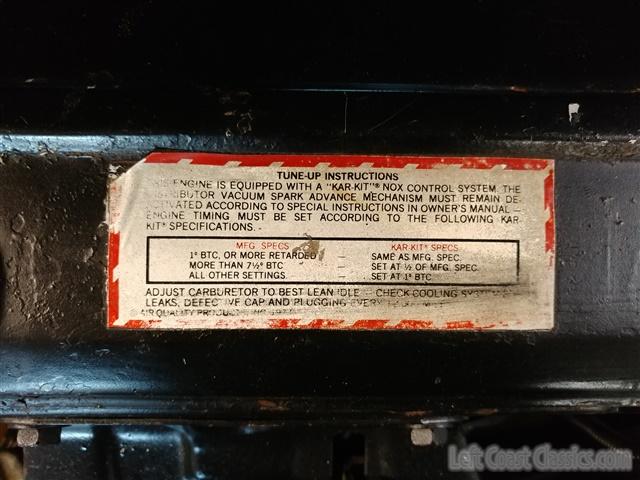 TUNE-UP INSTRUCTIONS
ENGINE IS EQUIPPED WITH A "KAR-KIT"® NOX CONTROL SYSTEM. THE
VACUUM SPARK ADVANCE MECHANISM MUST REMAIN DE-
ACCORDING TO SPECIAL INSTRUCTIONS IN OWNER'S MANUAL –
ENGINE TIMING MUST BE SET ACCORDING TO THE FOLLOWING KAR-
KIT® SPECIFICATIONS. -
MFG. SPECS KAR-KIT® SPECS
1° BTC, OR MORE RETARDED — SAME AS MFG. SPEC.
MORE THAN 7½° BTC — SET AT ½ OF MFG. SPEC.
ALL OTHER SETTINGS — SET AT 1° BTC
ADJUST CARBURETOR TO BEST LEAN IDLE – CHECK COOLING
LEAKS, CAP AND PLUGGING EVERY
AIR QUALITY
Left Coast Classics.com